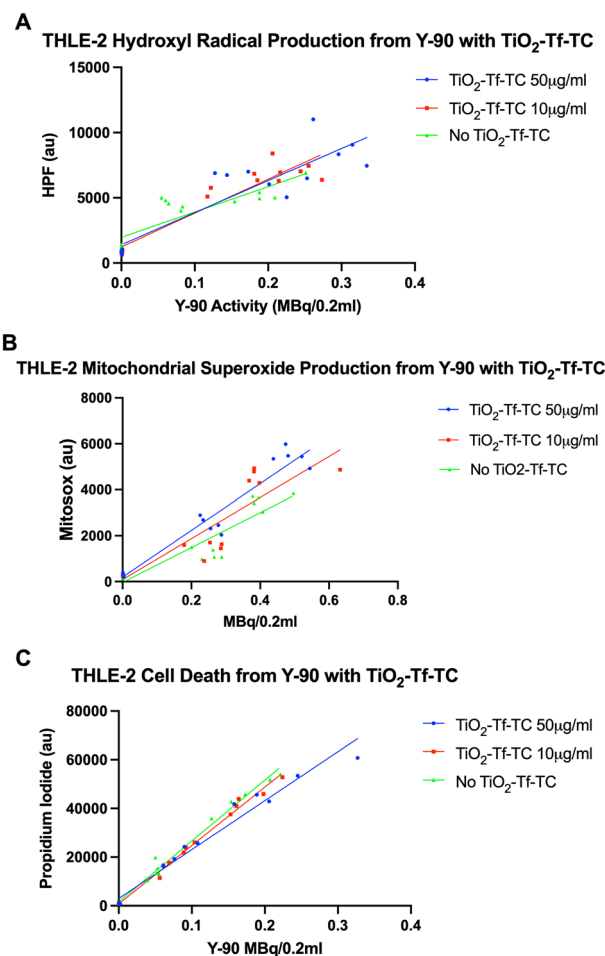 A
THLE-2 Hydroxyl Radical Production from Y-90 with TiO₂-Tf-TC
15000
10000
5000
0
HPF (au)
0.0 0.1 0.2 0.3 0.4
Y-90 Activity (MBq/0.2ml)
TiO₂-Tf-TC 50μg/ml
TiO₂-Tf-TC 10μg/ml
No TiO₂-Tf-TC
B
THLE-2 Mitochondrial Superoxide Production from Y-90 with TiO₂-Tf-TC
8000
6000
4000
2000
0
Mitosox (au)
0.0 0.2 0.4 0.6 0.8
MBq/0.2ml
TiO₂-Tf-TC 50μg/ml
TiO₂-Tf-TC 10μg/ml
No TiO2-Tf-TC
C
THLE-2 Cell Death from Y-90 with TiO₂-Tf-TC
80000
60000
40000
20000
0
Propidium Iodide (au)
0.0 0.1 0.2 0.3 0.4
Y-90 MBq/0.2ml
TiO₂-Tf-TC 50μg/ml
TiO₂-Tf-TC 10μg/ml
No TiO₂-Tf-TC